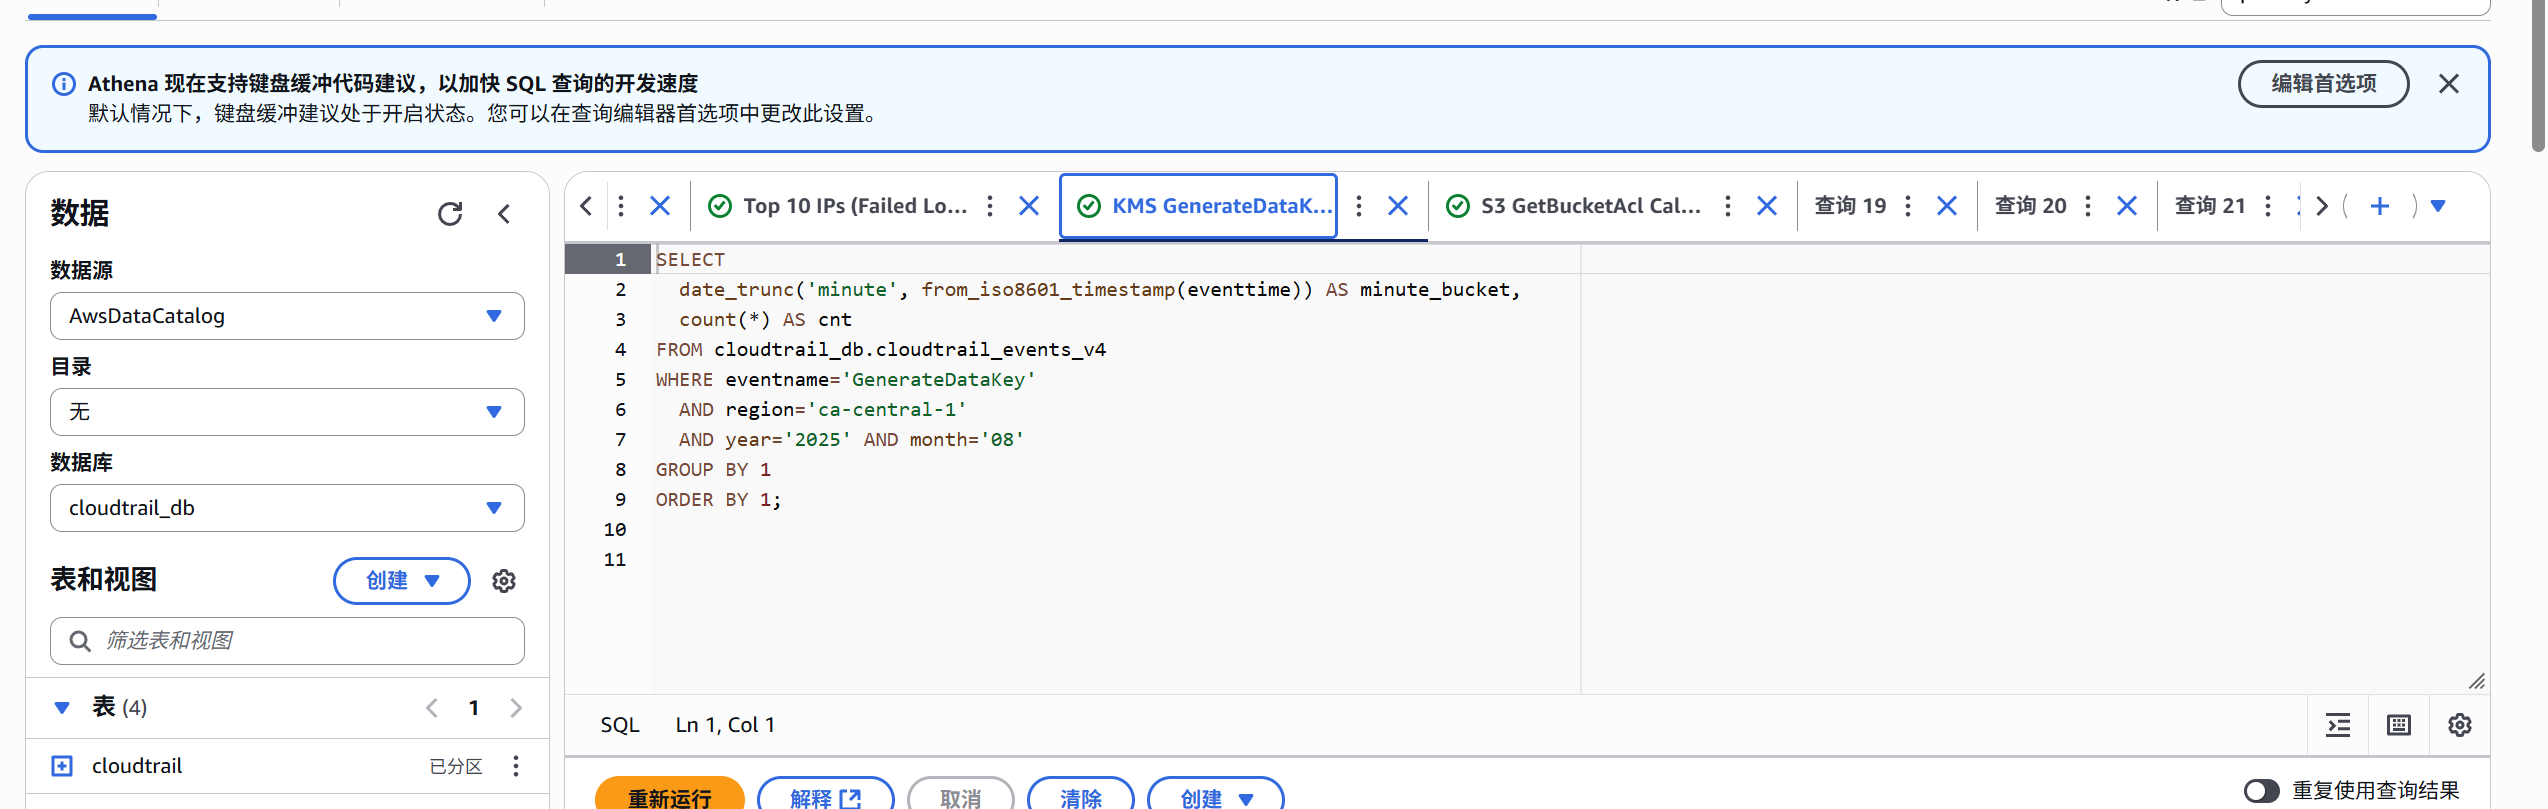 Athena 现在支持键盘缓冲代码建议，以加快 SQL 查询的开发速度
默认情况下，键盘缓冲建议处于开启状态。您可以在查询编辑器首选项中更改此设置。
编辑首选项
数据
数据源
AwsDataCatalog
目录
无
数据库
cloudtrail_db
表和视图
创建
筛选表和视图
表 (4)
1
cloudtrail
已分区
Top 10 IPs (Failed Lo...
KMS GenerateDataK...
S3 GetBucketAcl Cal...
查询 19
查询 20
查询 21
1 SELECT
2 date_trunc('minute', from_iso8601_timestamp(eventtime)) AS minute_bucket,
3 count(*) AS cnt
4 FROM cloudtrail_db.cloudtrail_events_v4
5 WHERE eventname='GenerateDataKey'
6 AND region='ca-central-1'
7 AND year='2025' AND month='08'
8 GROUP BY 1
9 ORDER BY 1;
10
11
SQL
Ln 1, Col 1
重新运行
解释
取消
清除
创建
重复使用查询结果